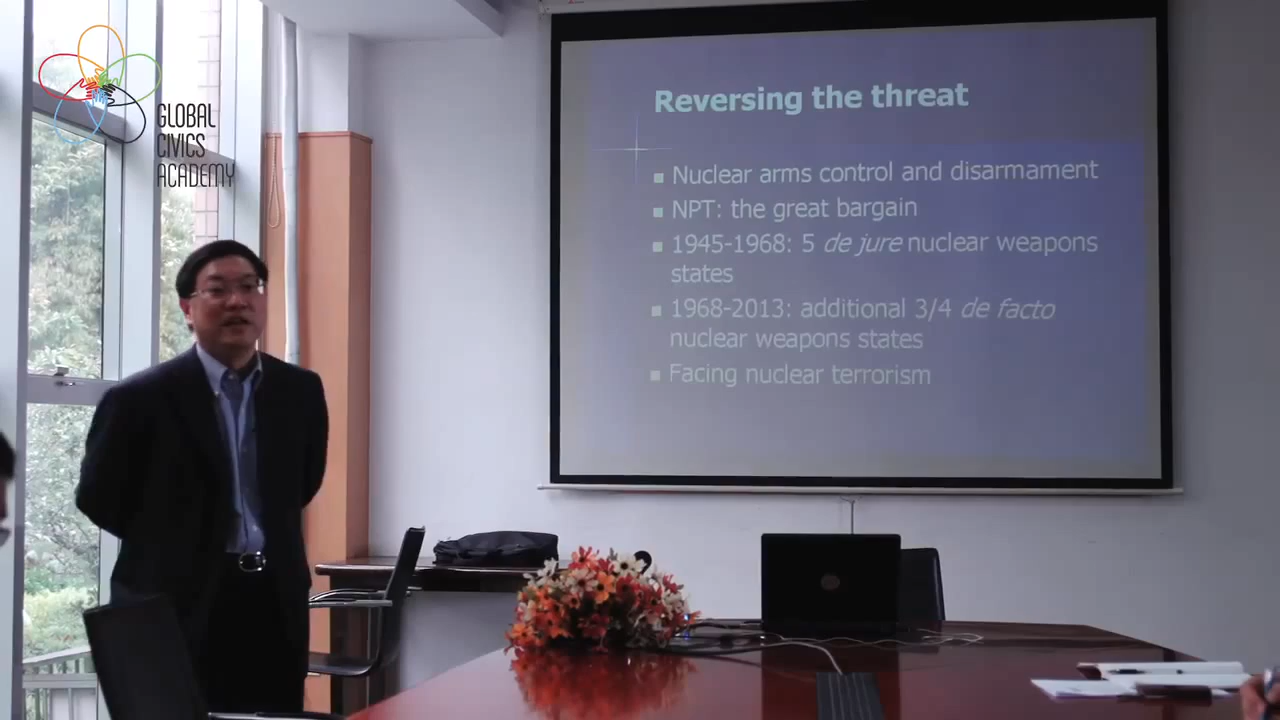 GLOBAL
CIVICS
ACADEMY
Reversing the threat
Nuclear arms control and disarmament
NPT: the great bargain
1945-1968: 5 de jure nuclear weapons
states
1968-2013: additional 3/4 de facto
nuclear weapons states
Facing nuclear terrorism